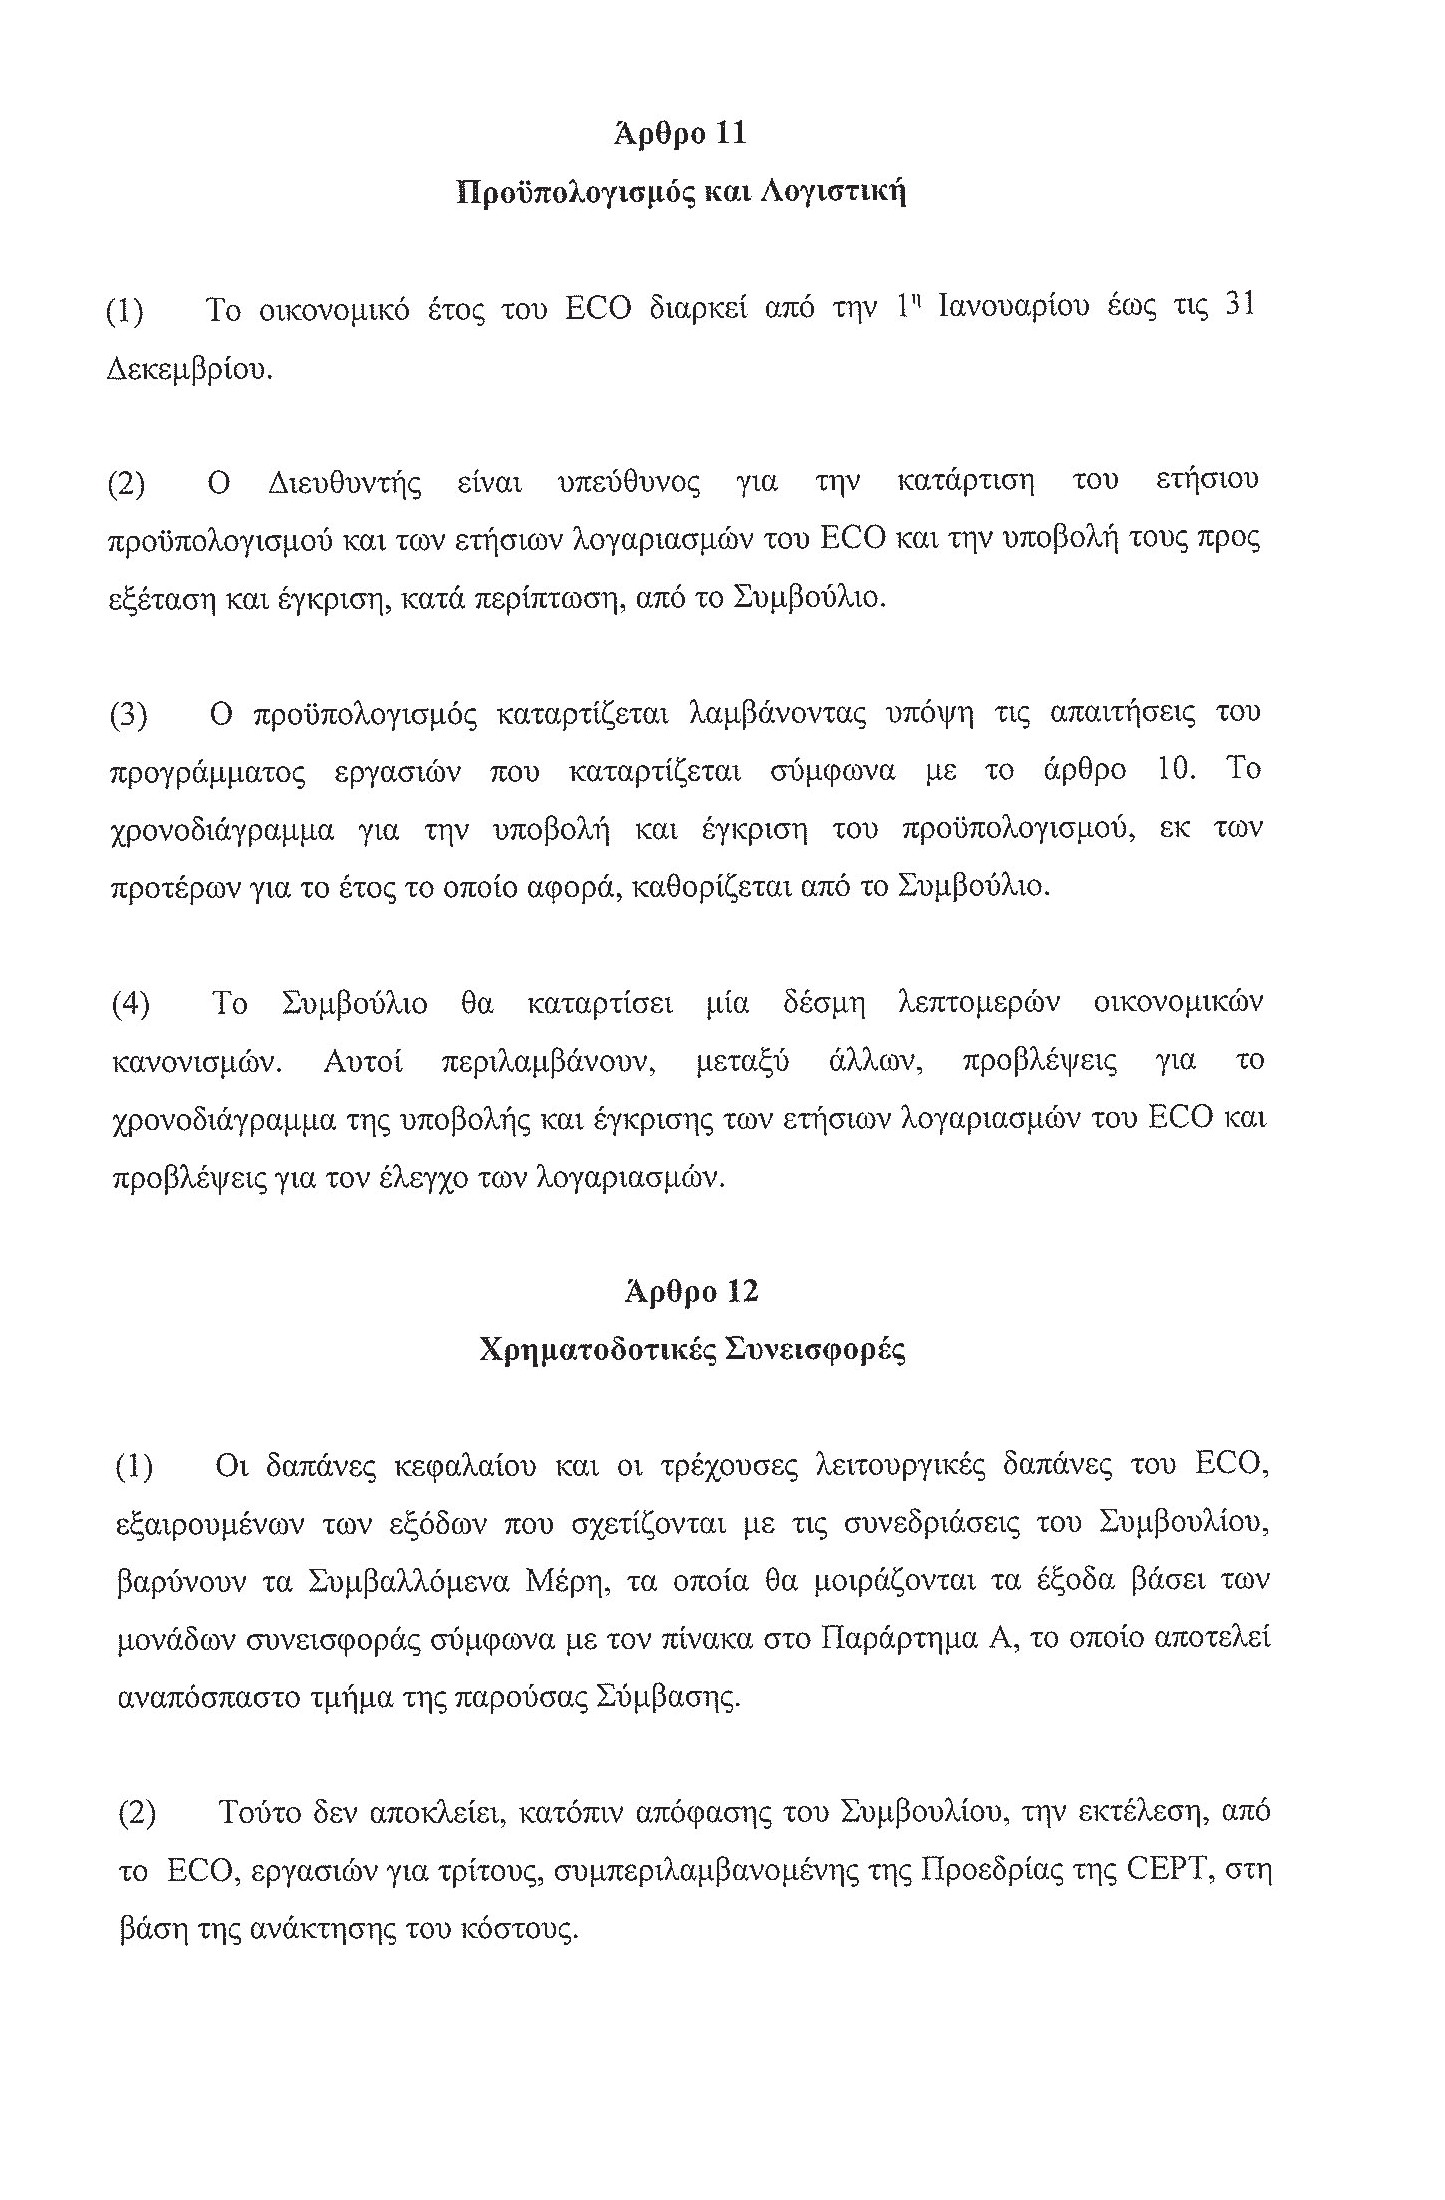 Άρθρο 11
Προϋπολογισμός και Λογιστική
(1) Το οικονομικό έτος του ECO διαρκεί από την 1η Ιανουαρίου έως τις 31
Δεκεμβρίου.
(2) Ο Διευθυντής είναι υπεύθυνος για την κατάρτιση του ετήσιου
προϋπολογισμού και των ετήσιων λογαριασμών του ECO και την υποβολή τους προς
εξέταση και έγκριση, κατά περίπτωση, από το Συμβούλιο.
(3) Ο προϋπολογισμός καταρτίζεται λαμβάνοντας υπόψη τις απαιτήσεις του
προγράμματος εργασιών που καταρτίζεται σύμφωνα με το άρθρο 10. Το
χρονοδιάγραμμα για την υποβολή και έγκριση του προϋπολογισμού, εκ των
προτέρων για το έτος το οποίο αφορά, καθορίζεται από το Συμβούλιο.
(4) Το Συμβούλιο θα καταρτίσει μία δέσμη λεπτομερών οικονομικών
κανονισμών. Αυτοί περιλαμβάνουν, μεταξύ άλλων, προβλέψεις για το
χρονοδιάγραμμα της υποβολής και έγκρισης των ετήσιων λογαριασμών του ECO και
προβλέψεις για τον έλεγχο των λογαριασμών.
Άρθρο 12
Χρηματοδοτικές Συνεισφορές
(1) Οι δαπάνες κεφαλαίου και οι τρέχουσες λειτουργικές δαπάνες του ECO,
εξαιρουμένων των εξόδων που σχετίζονται με τις συνεδριάσεις του Συμβουλίου,
βαρύνουν τα Συμβαλλόμενα Μέρη, τα οποία θα μοιράζονται τα έξοδα βάσει των
μονάδων συνεισφοράς σύμφωνα με τον πίνακα στο Παράρτημα Α, το οποίο αποτελεί
αναπόσπαστο τμήμα της παρούσας Σύμβασης.
(2) Τούτο δεν αποκλείει, κατόπιν απόφασης του Συμβουλίου, την εκτέλεση, από
το ECO, εργασιών για τρίτους, συμπεριλαμβανομένης της Προεδρίας της CEPT, στη
βάση της ανάκτησης του κόστους.